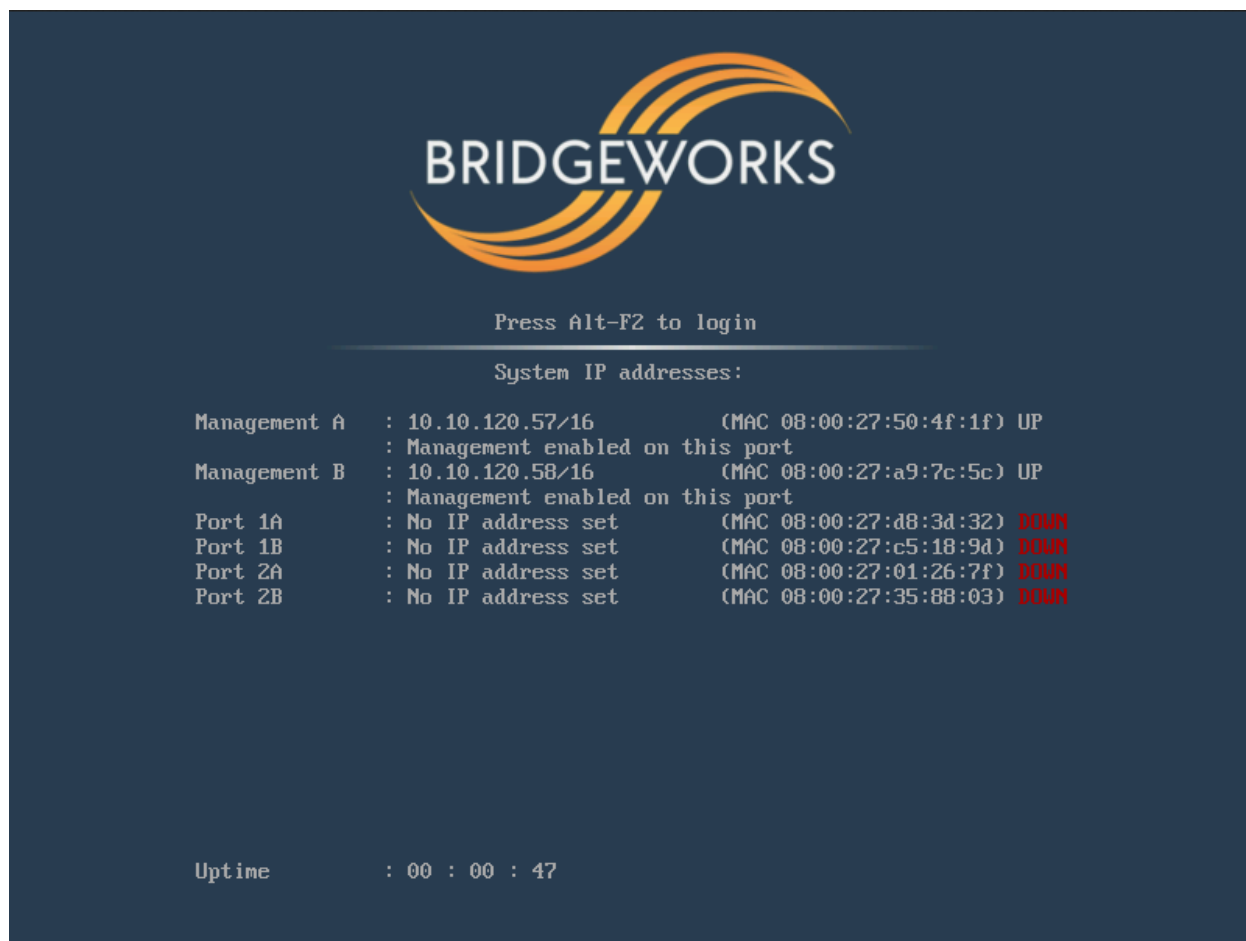 BRIDGEWORKS
Press Alt-F2 to login
System IP addresses:
Management A : 10.10.120.57/16 (MAC 08:00:27:50:4f:1f) UP
: Management enabled on this port
Management B : 10.10.120.58/16 (MAC 08:00:27:a9:7c:5c) UP
: Management enabled on this port
Port 1A : No IP address set (MAC 08:00:27:d8:3d:32) DOWN
Port 1B : No IP address set (MAC 08:00:27:c5:18:9d) DOWN
Port 2A : No IP address set (MAC 08:00:27:01:26:7f) DOWN
Port 2B : No IP address set (MAC 08:00:27:35:88:03) DOWN
Uptime : 00 : 00 : 47